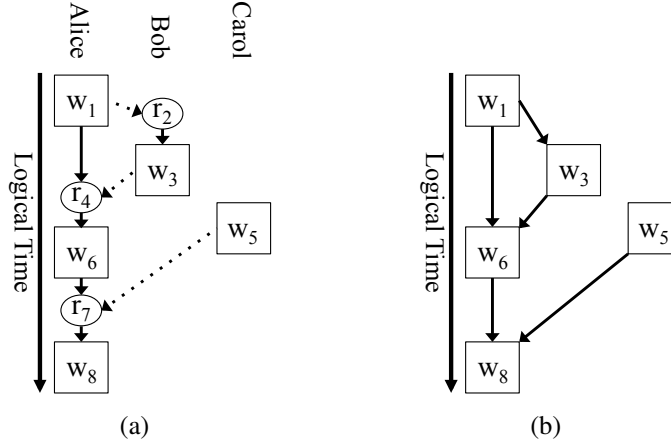 Alice
Bob
Carol
Logical Time
w1
r2
w3
r4
w5
w6
r7
w8
(a)
Logical Time
w1
w3
w5
w6
w8
(b)